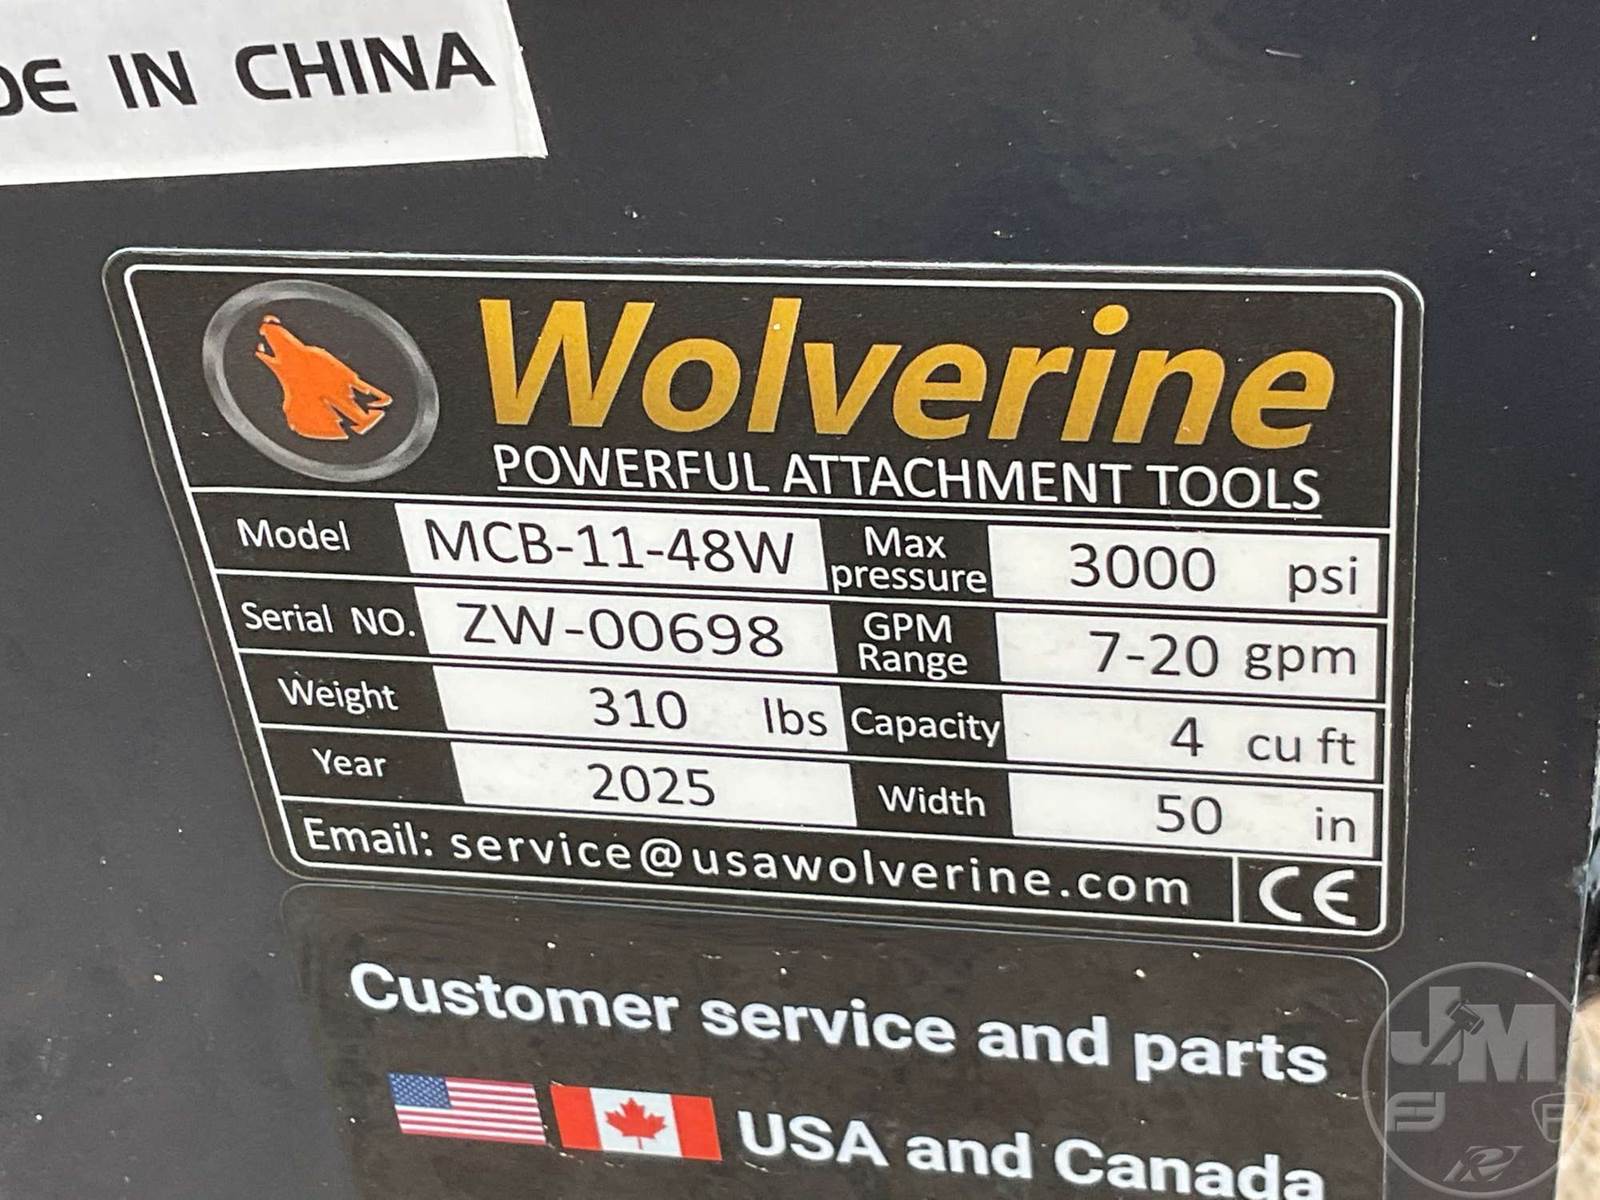 IN CHINA
Wolverine
POWERFUL ATTACHMENT TOOLS
Model MCB-11-48W Max pressure 3000 psi
Serial NO. ZW-00698 GPM Range 7-20 gpm
Weight 310 lbs Capacity 4 cu ft
Year 2025 Width 50 in
Email: service@usawolverine.com CE
Customer service and parts
USA and Canada
JM